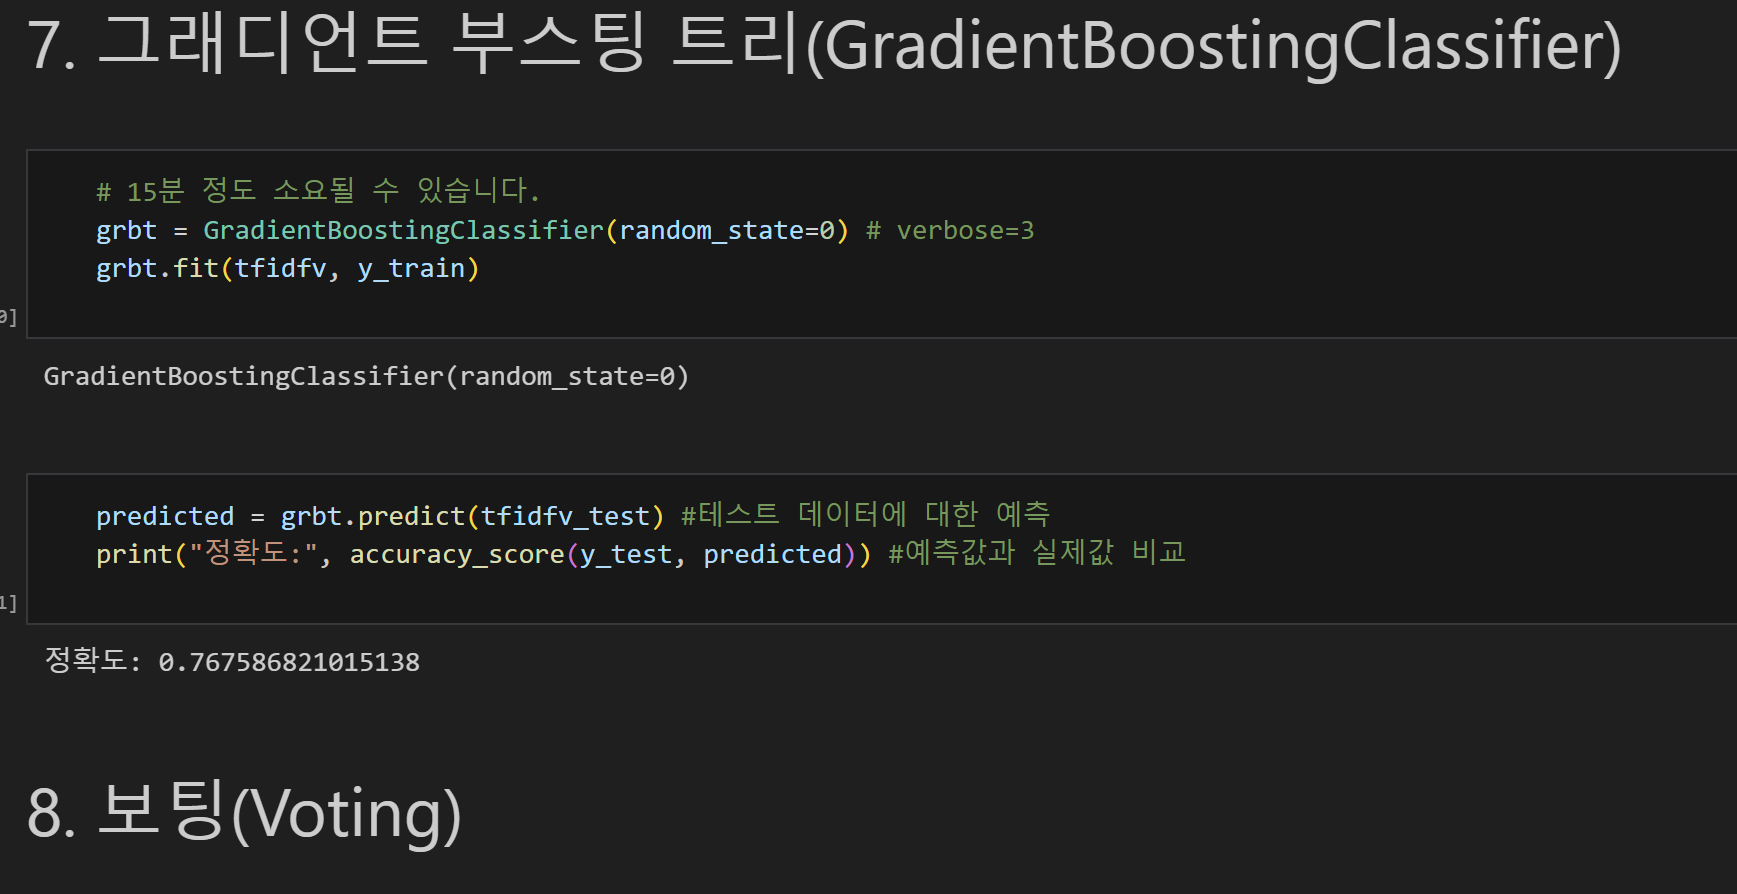 7. 그래디언트 부스팅 트리(GradientBoostingClassifier)
# 15분 정도 소요될 수 있습니다.
grbt = GradientBoostingClassifier(random_state=0) # verbose=3
grbt.fit(tfidfv, y_train)
0]
GradientBoostingClassifier(random_state=0)
predicted = grbt.predict(tfidfv_test) #테스트 데이터에 대한 예측
print("정확도:", accuracy_score(y_test, predicted)) #예측값과 실제값 비교
1]
정확도: 0.767586821015138
8. 보팅(Voting)